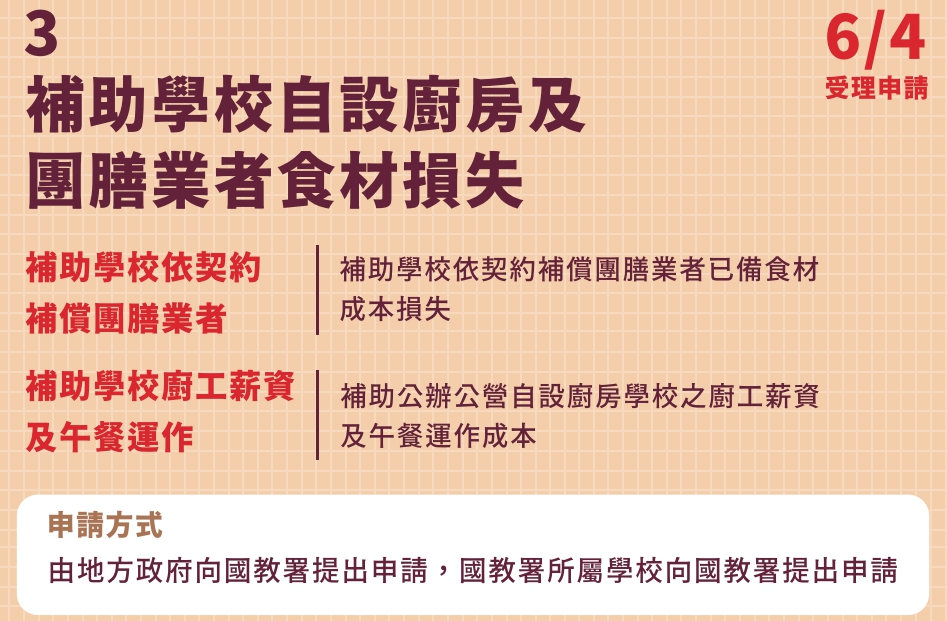 3
6/4
受理申請
補助學校自設廚房及
團膳業者食材損失
補助學校依契約
補償團膳業者
補助學校依契約補償團膳業者已備食材
成本損失
補助學校廚工薪資
及午餐運作
補助公辦公營自設廚房學校之廚工薪資
及午餐運作成本
申請方式
由地方政府向國教署提出申請，國教署所屬學校向國教署提出申請